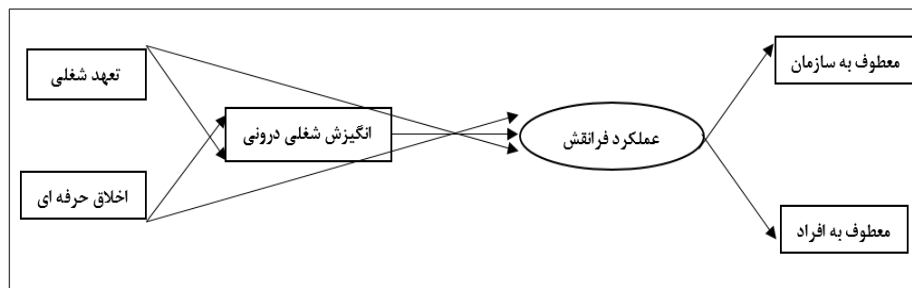 تعهد شغلی
اخلاق حرفه ای
انگیزش شغلی درونی
عملکرد فرانقش
معطوف به سازمان
معطوف به افراد